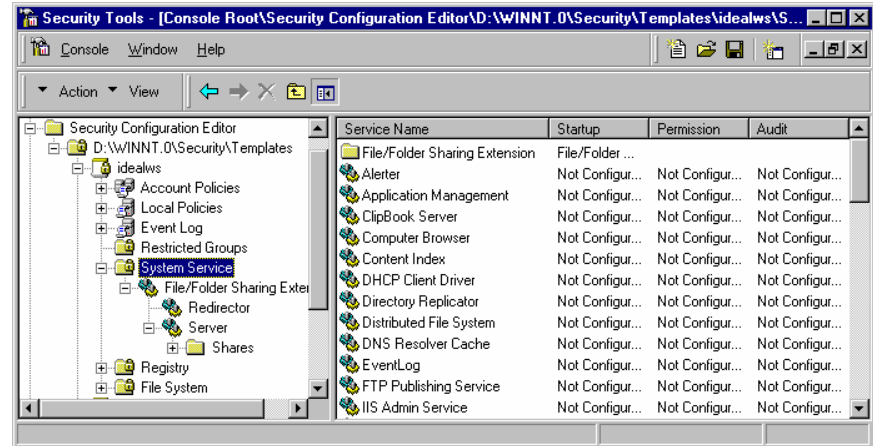 Security Tools - [Console Root\Security Configuration Editor\D:\WINNT.0\Security\Templates\idealws\S...
Console Window Help
Action View
Security Configuration Editor
D:\WINNT.0\Security\Templates
idealws
Account Policies
Local Policies
Event Log
Restricted Groups
System Service
File/Folder Sharing Exter
Redirector
Server
Shares
Registry
File System
Service Name Startup Permission Audit
File/Folder Sharing Extension File/Folder ...
Alerter Not Configur... Not Configur... Not Configur...
Application Management Not Configur... Not Configur... Not Configur...
ClipBook Server Not Configur... Not Configur... Not Configur...
Computer Browser Not Configur... Not Configur... Not Configur...
Content Index Not Configur... Not Configur... Not Configur...
DHCP Client Driver Not Configur... Not Configur... Not Configur...
Directory Replicator Not Configur... Not Configur... Not Configur...
Distributed File System Not Configur... Not Configur... Not Configur...
DNS Resolver Cache Not Configur... Not Configur... Not Configur...
EventLog Not Configur... Not Configur... Not Configur...
FTP Publishing Service Not Configur... Not Configur... Not Configur...
IIS Admin Service Not Configur... Not Configur... Not Configur...